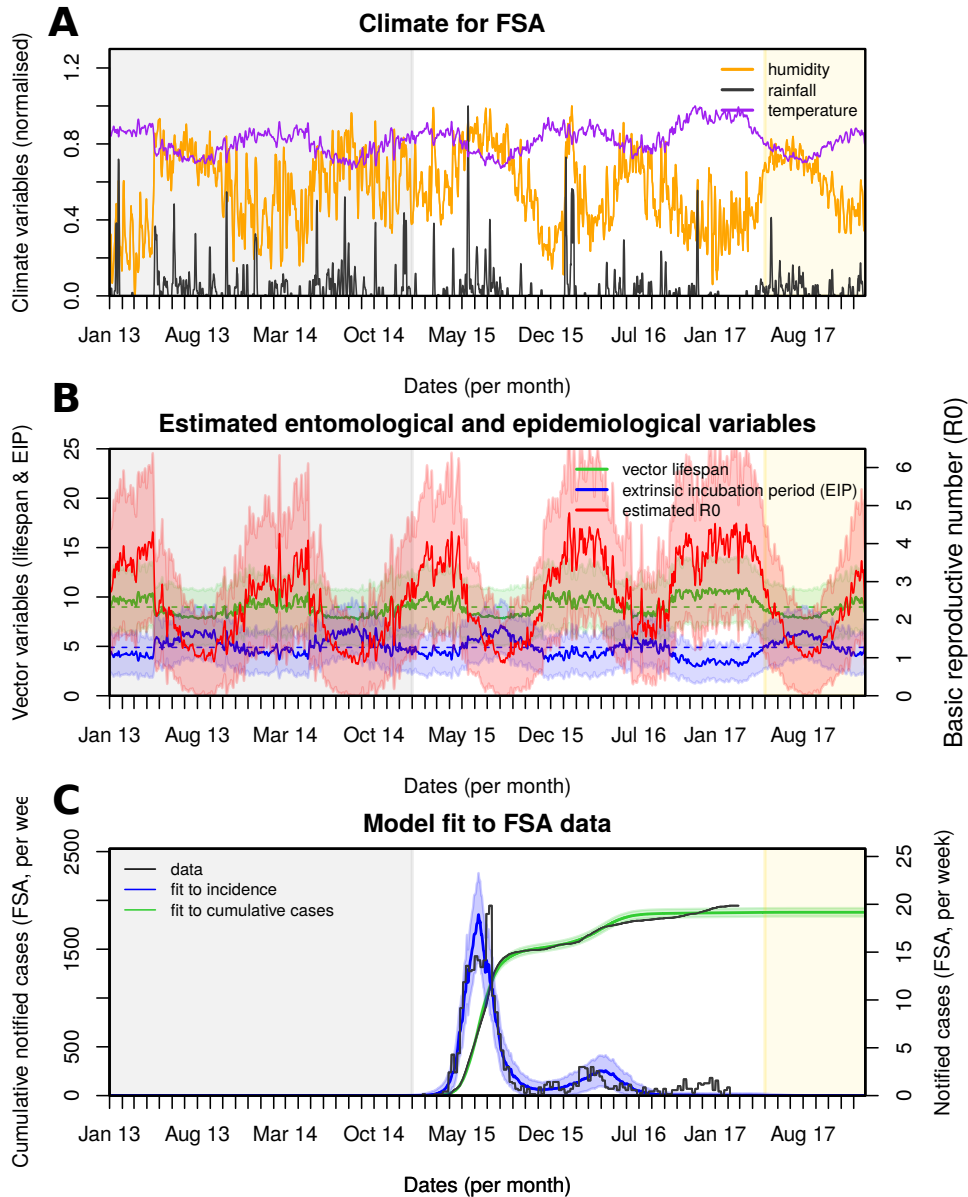 A
Climate for FSA
Climate variables (normalised)
1.2
0.8
0.4
0.0
humidity
rainfall
temperature
Jan 13 Aug 13 Mar 14 Oct 14 May 15 Dec 15 Jul 16 Jan 17 Aug 17
Dates (per month)
B
Estimated entomological and epidemiological variables
Vector variables (lifespan & EIP)
Basic reproductive number (R0)
25
20
15
10
5
0
6
5
4
3
2
1
0
vector lifespan
extrinsic incubation period (EIP)
estimated R0
Jan 13 Aug 13 Mar 14 Oct 14 May 15 Dec 15 Jul 16 Jan 17 Aug 17
Dates (per month)
C
Model fit to FSA data
Cumulative notified cases (FSA, per wee
Notified cases (FSA, per week)
2500
1500
500
0
25
20
15
10
5
0
data
fit to incidence
fit to cumulative cases
Jan 13 Aug 13 Mar 14 Oct 14 May 15 Dec 15 Jul 16 Jan 17 Aug 17
Dates (per month)